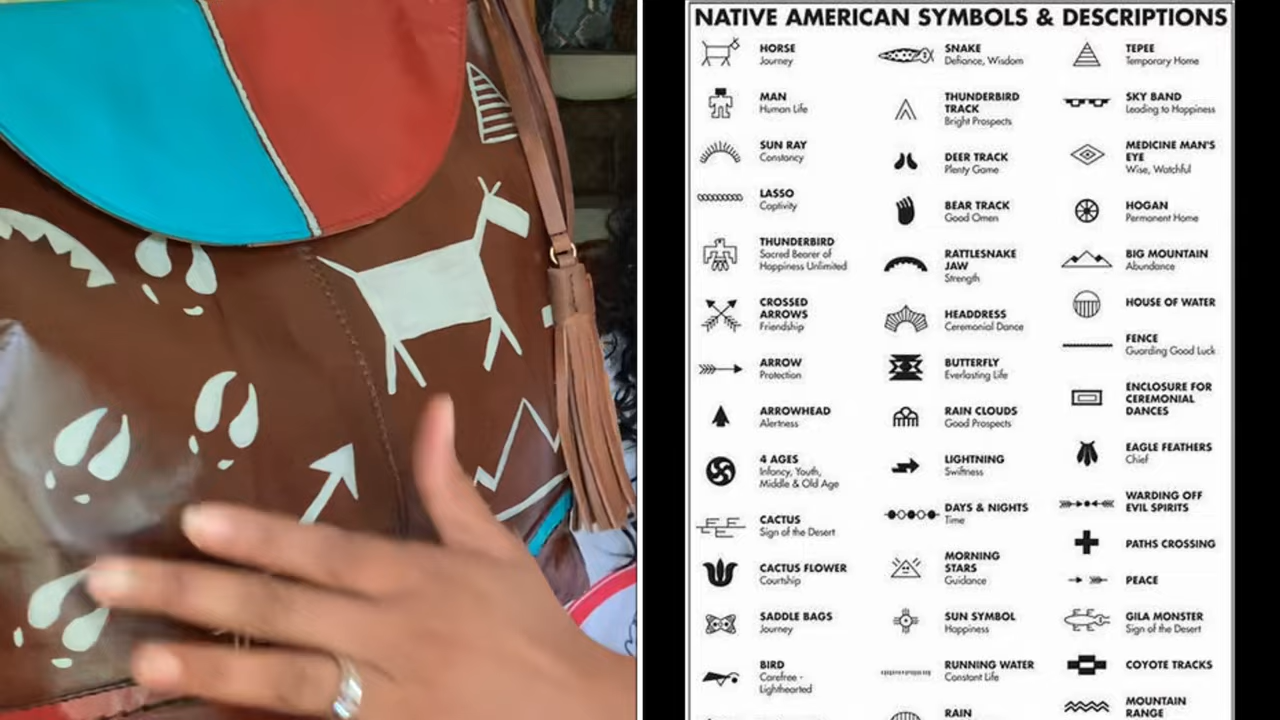 NATIVE AMERICAN SYMBOLS & DESCRIPTIONS
HORSE
Journey
MAN
Human Life
SUN RAY
Constancy
LASSO
Captivity
THUNDERBIRD
Sacred Bearer of
Happiness Unlimited
CROSSED
ARROWS
Friendship
ARROW
Protection
ARROWHEAD
Alertness
4 AGES
Infancy, Youth,
Middle & Old Age
CACTUS
Sign of the Desert
CACTUS FLOWER
Courtship
SADDLE BAGS
Journey
BIRD
Carefree -
Lighthearted
SNAKE
Defiance, Wisdom
THUNDERBIRD
TRACK
Bright Prospects
DEER TRACK
Plenty Game
BEAR TRACK
Good Omen
RATTLESNAKE
JAW
Strength
HEADDRESS
Ceremonial Dance
BUTTERFLY
Everlasting Life
RAIN CLOUDS
Good Prospects
LIGHTNING
Swiftness
DAYS & NIGHTS
Time
MORNING
STARS
Guidance
SUN SYMBOL
Happiness
RUNNING WATER
Constant Life
RAIN
TEPEE
Temporary Home
SKY BAND
Leading to Happiness
MEDICINE MAN'S
EYE
Wise, Watchful
HOGAN
Permanent Home
BIG MOUNTAIN
Abundance
HOUSE OF WATER
FENCE
Guarding Good Luck
ENCLOSURE FOR
CEREMONIAL
DANCES
EAGLE FEATHERS
Chief
WARDING OFF
EVIL SPIRITS
PATHS CROSSING
PEACE
GILA MONSTER
Sign of the Desert
COYOTE TRACKS
MOUNTAIN
RANGE